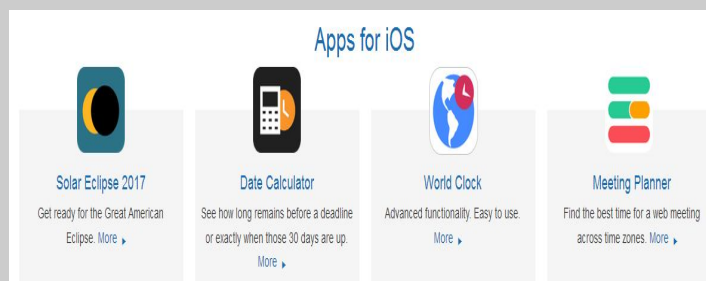 Apps for iOS
Solar Eclipse 2017
Get ready for the Great American
Eclipse. More
Date Calculator
See how long remains before a deadline
or exactly when those 30 days are up.
More
World Clock
Advanced functionality. Easy to use.
More
Meeting Planner
Find the best time for a web meeting
across time zones. More